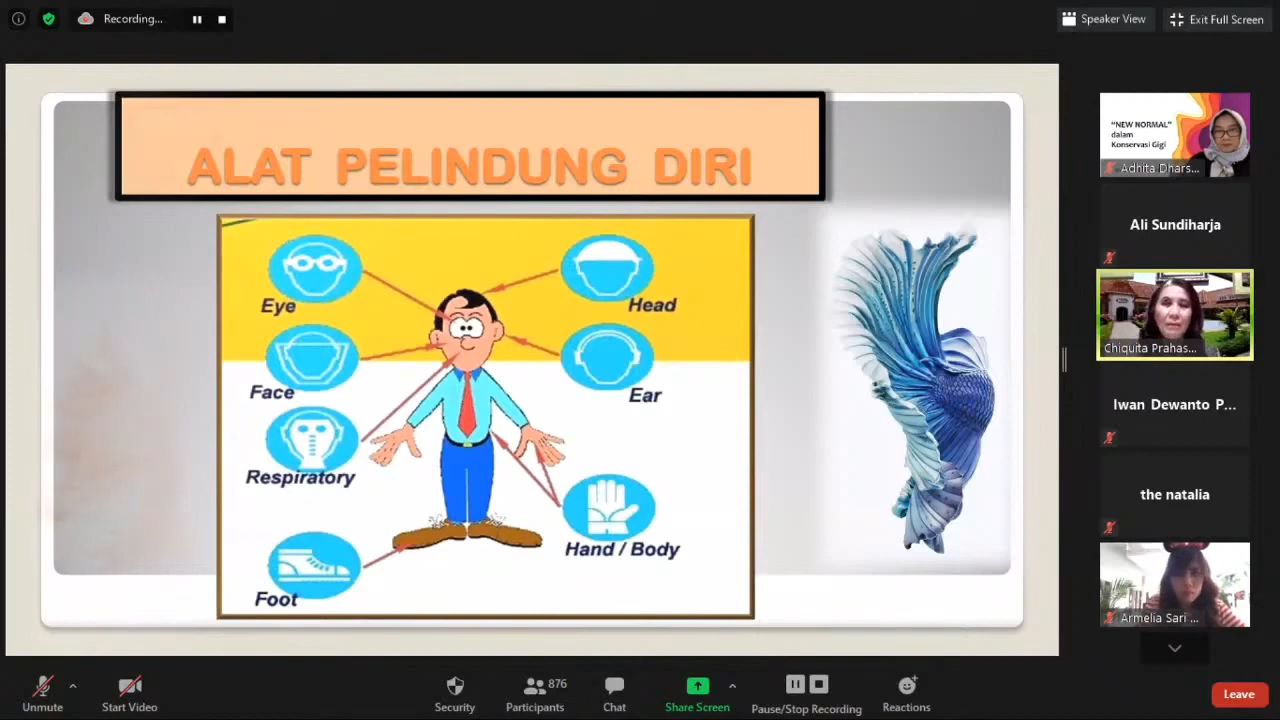 Recording...
Speaker View
Exit Full Screen
ALAT PELINDUNG DIRI
Eye
Head
Face
Ear
Respiratory
Hand / Body
Foot
"NEW NORMAL"
dalam
Konservasi Gigi
Adhita Dhars...
Ali Sundiharja
Chiquita Prahas...
Iwan Dewanto P...
the natalia
Armelia Sari ...
Unmute
Start Video
Security
876
Participants
Chat
Share Screen
Pause/Stop Recording
Reactions
Leave